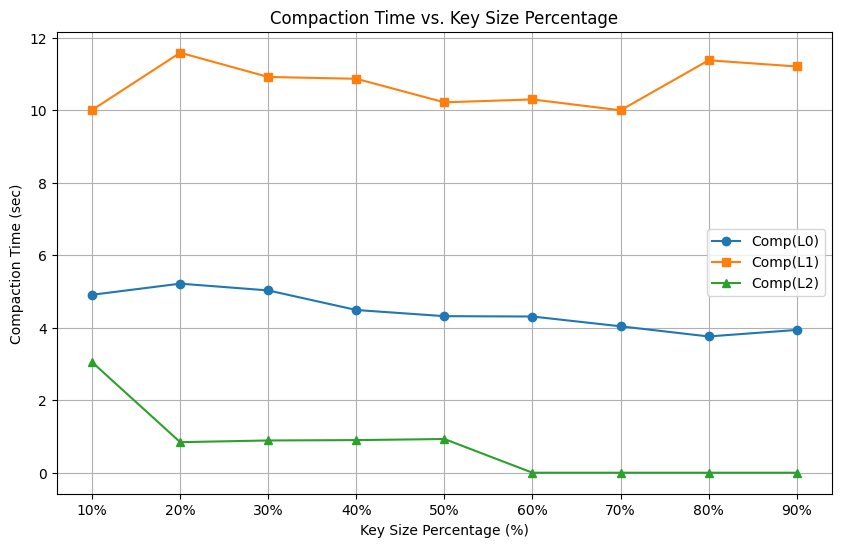 Compaction Time vs. Key Size Percentage
Compaction Time (sec)
12
10
8
6
4
2
0
Comp(L0)
Comp(L1)
Comp(L2)
10% 20% 30% 40% 50% 60% 70% 80% 90%
Key Size Percentage (%)